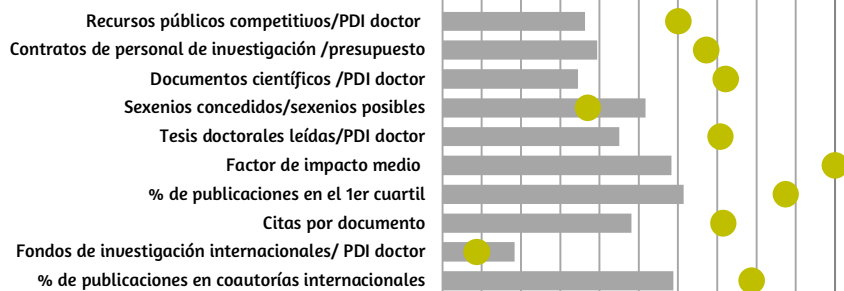 Recursos públicos competitivos/PDI doctor
Contratos de personal de investigación /presupuesto
Documentos científicos /PDI doctor
Sexenios concedidos/sexenios posibles
Tesis doctorales leídas/PDI doctor
Factor de impacto medio
% de publicaciones en el 1er cuartil
Citas por documento
Fondos de investigación internacionales/ PDI doctor
% de publicaciones en coautorías internacionales